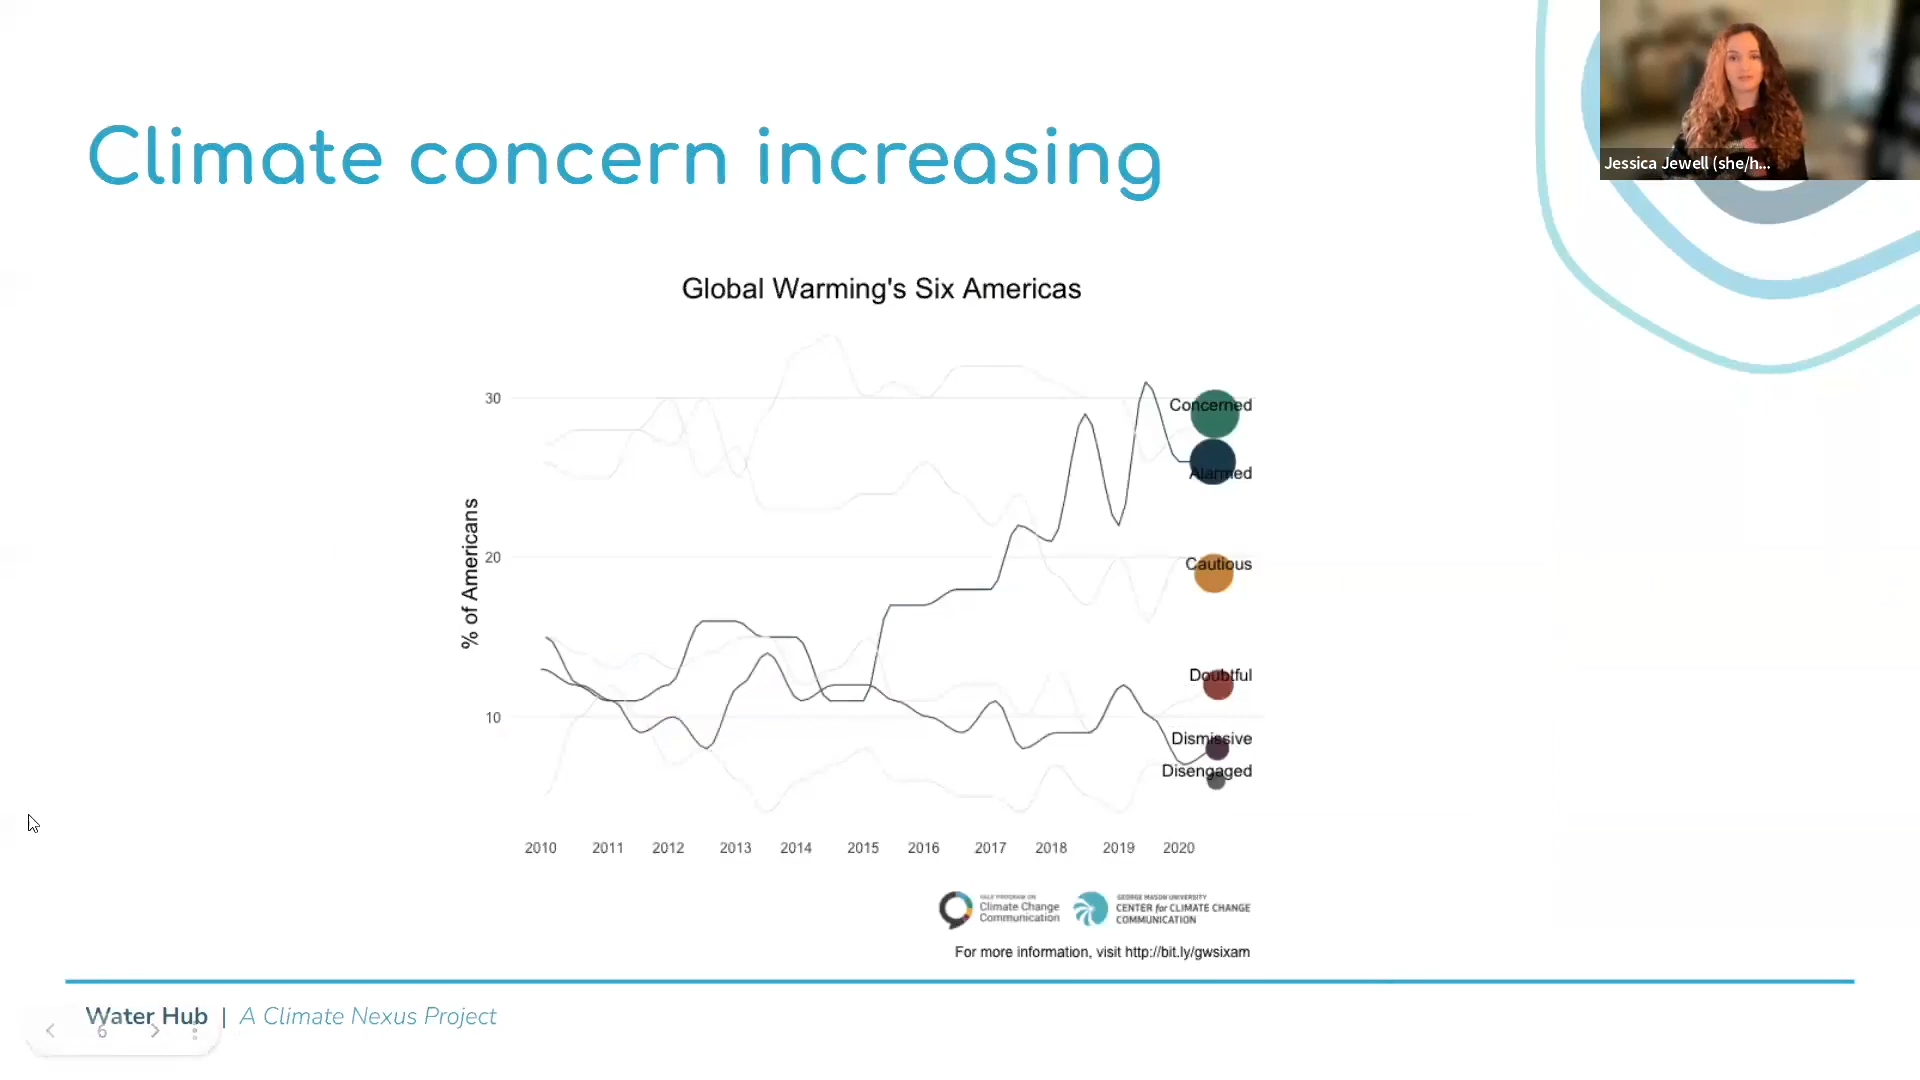 Climate concern increasing
Jessica Jewell (she/h...
Global Warming's Six Americas
% of Americans
30
20
10
Concerned
Alarmed
Cautious
Doubtful
Dismissive
Disengaged
2010 2011 2012 2013 2014 2015 2016 2017 2018 2019 2020
YALE PROGRAM ON
Climate Change
Communication
GEORGE MASON UNIVERSITY
CENTER for CLIMATE CHANGE
COMMUNICATION
For more information, visit http://bit.ly/gwsixam
Water Hub | A Climate Nexus Project
6